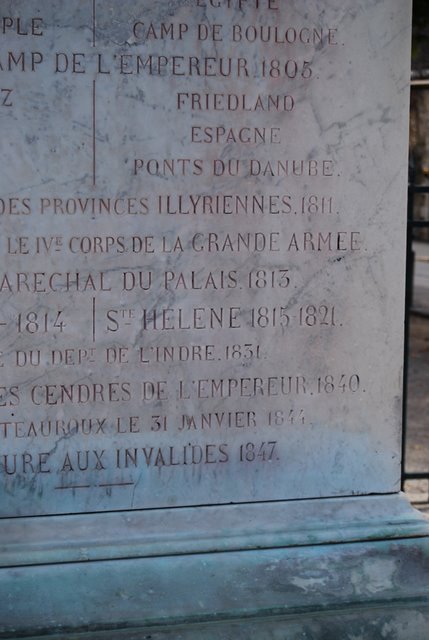 PLE EGYPTE
CAMP DE BOULOGNE.
AMP DE L'EMPEREUR.1805.
Z FRIEDLAND
ESPAGNE
PONTS DU DANUBE.
DES PROVINCES ILLYRIENNES.1811.
LE IVE CORPS DE LA GRANDE ARMEE.
ARECHAL DU PALAIS.1813.
- 1814 STE HELENE 1815-1821.
E DU DEPT DE L'INDRE.1831.
ES CENDRES DE L'EMPEREUR.1840.
TEAUROUX LE 31 JANVIER 1844.
URE AUX INVALIDES 1847.